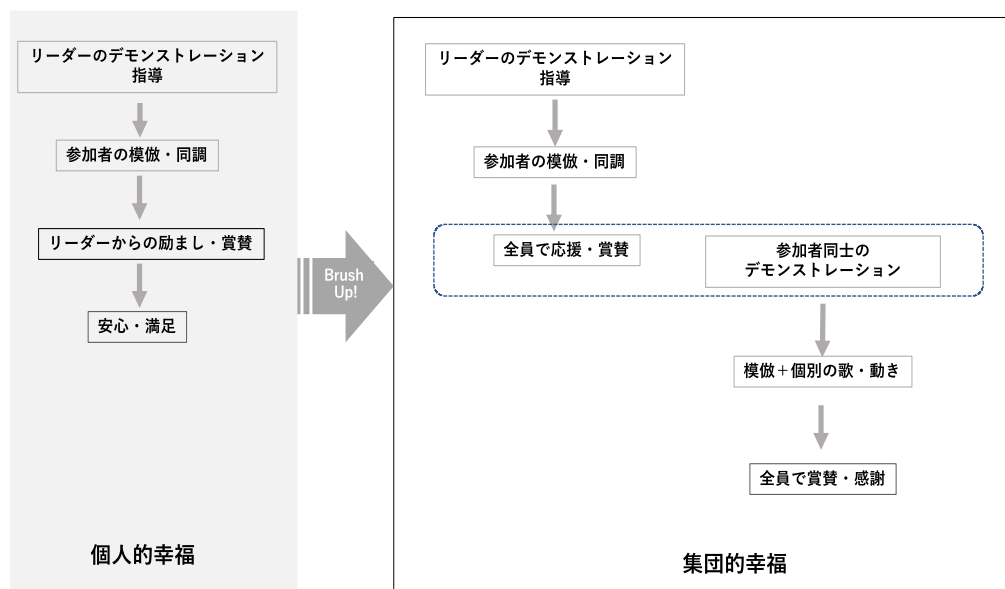 リーダーのデモンストレーション
指導
参加者の模倣・同調
リーダーからの励まし・賞賛
安心・満足
個人的幸福
Brush
Up!
リーダーのデモンストレーション
指導
参加者の模倣・同調
全員で応援・賞賛
参加者同士の
デモンストレーション
模倣＋個別の歌・動き
全員で賞賛・感謝
集団的幸福